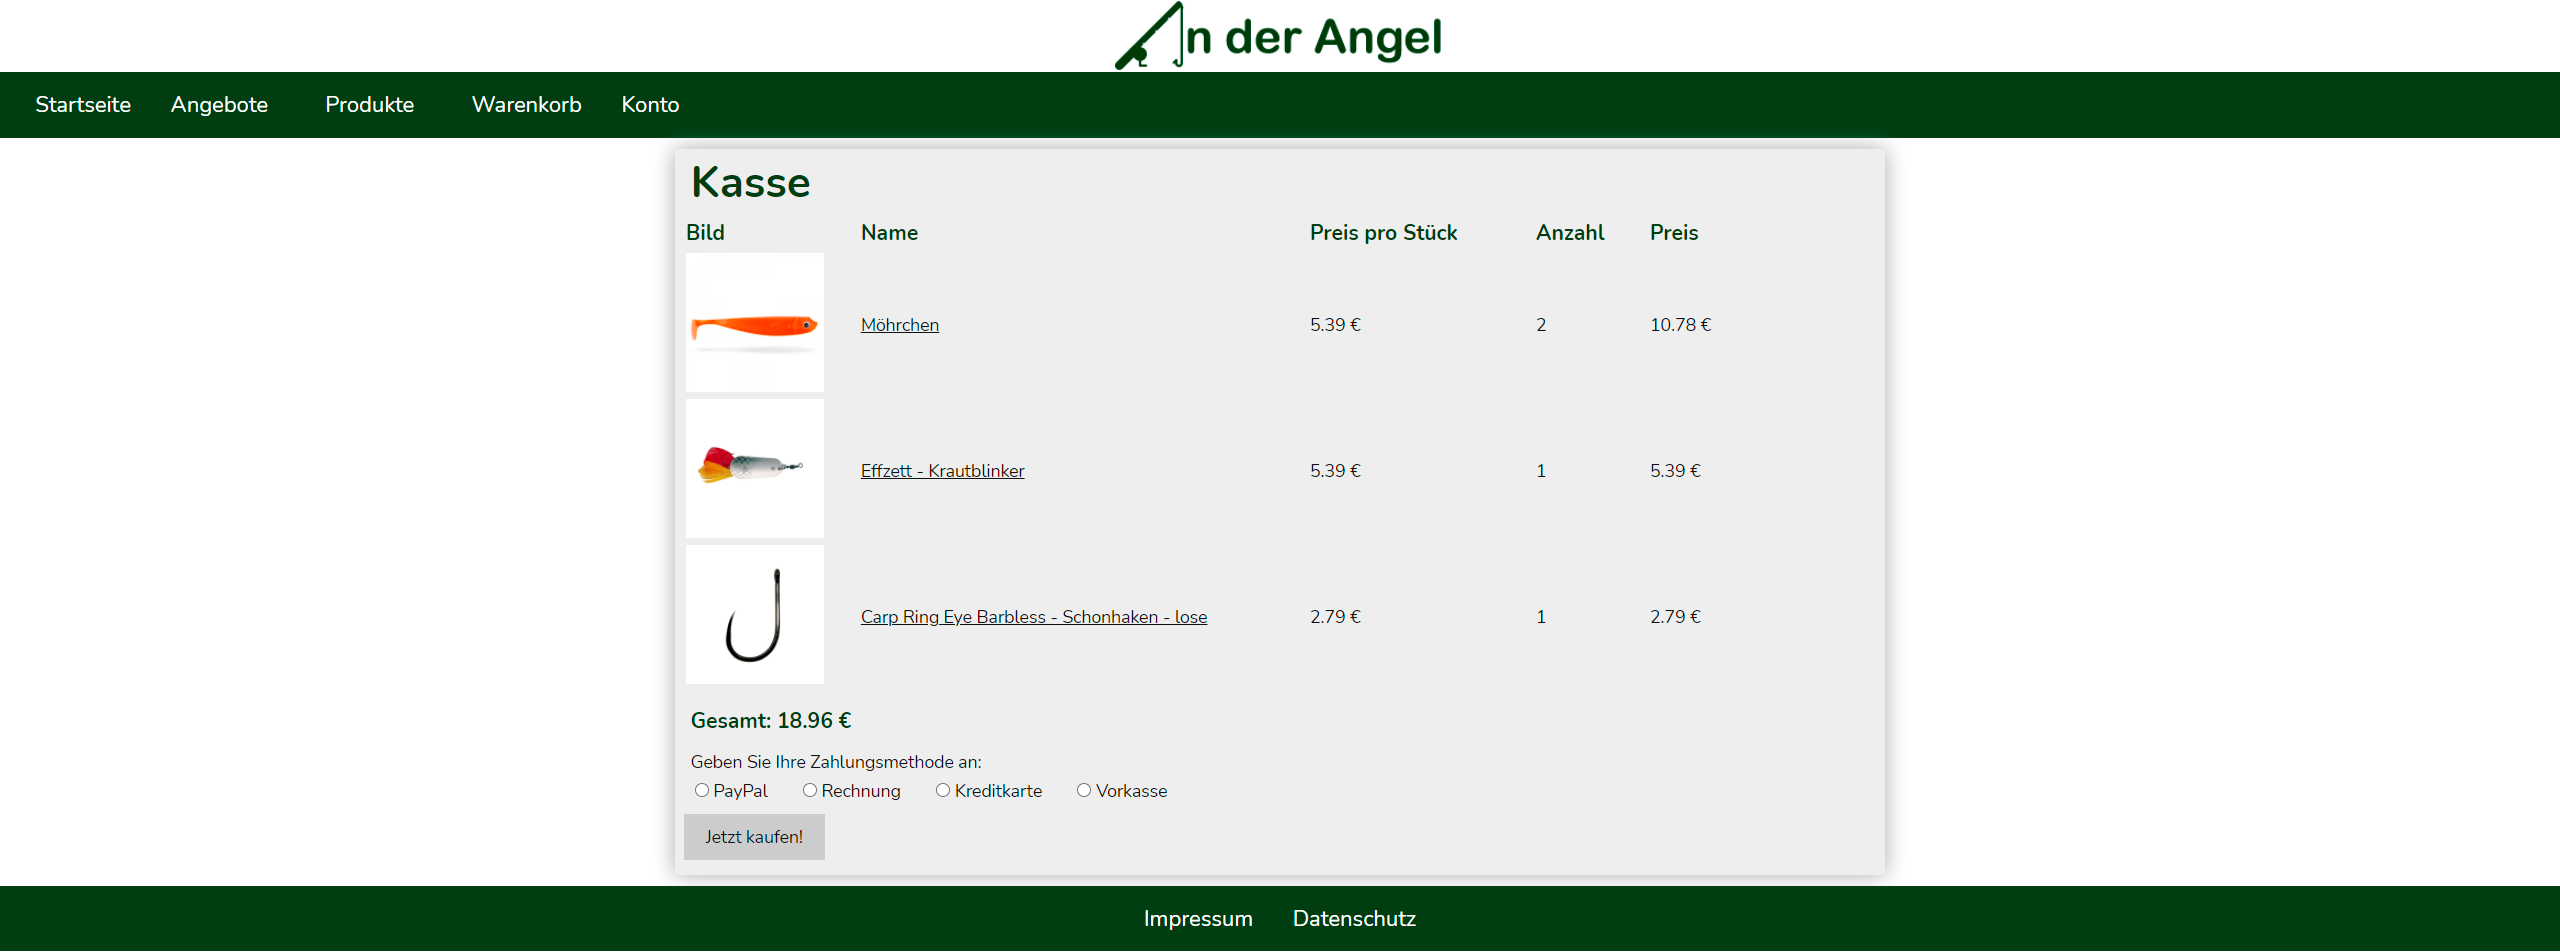 An der Angel
Startseite Angebote Produkte Warenkorb Konto
Kasse
Bild Name Preis pro Stück Anzahl Preis
Möhrchen 5.39 € 2 10.78 €
Effzett - Krautblinker 5.39 € 1 5.39 €
Carp Ring Eye Barbless - Schonhaken - lose 2.79 € 1 2.79 €
Gesamt: 18.96 €
Geben Sie Ihre Zahlungsmethode an:
PayPal Rechnung Kreditkarte Vorkasse
Jetzt kaufen!
Impressum Datenschutz